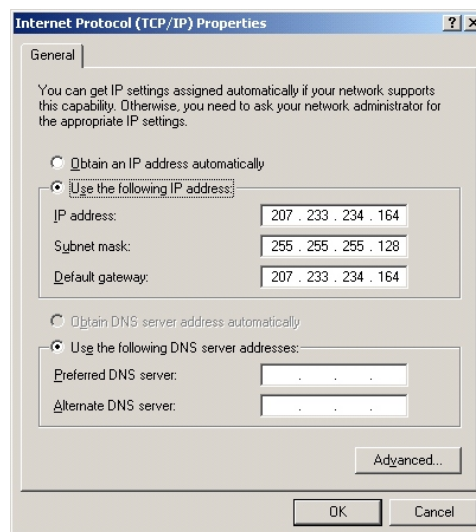 Internet Protocol (TCP/IP) Properties
General
You can get IP settings assigned automatically if your network supports
this capability. Otherwise, you need to ask your network administrator for
the appropriate IP settings.
Obtain an IP address automatically
Use the following IP address:
IP address: 207 . 233 . 234 . 164
Subnet mask: 255 . 255 . 255 . 128
Default gateway: 207 . 233 . 234 . 164
Obtain DNS server address automatically
Use the following DNS server addresses:
Preferred DNS server: . . .
Alternate DNS server: . . .
Advanced...
OK Cancel